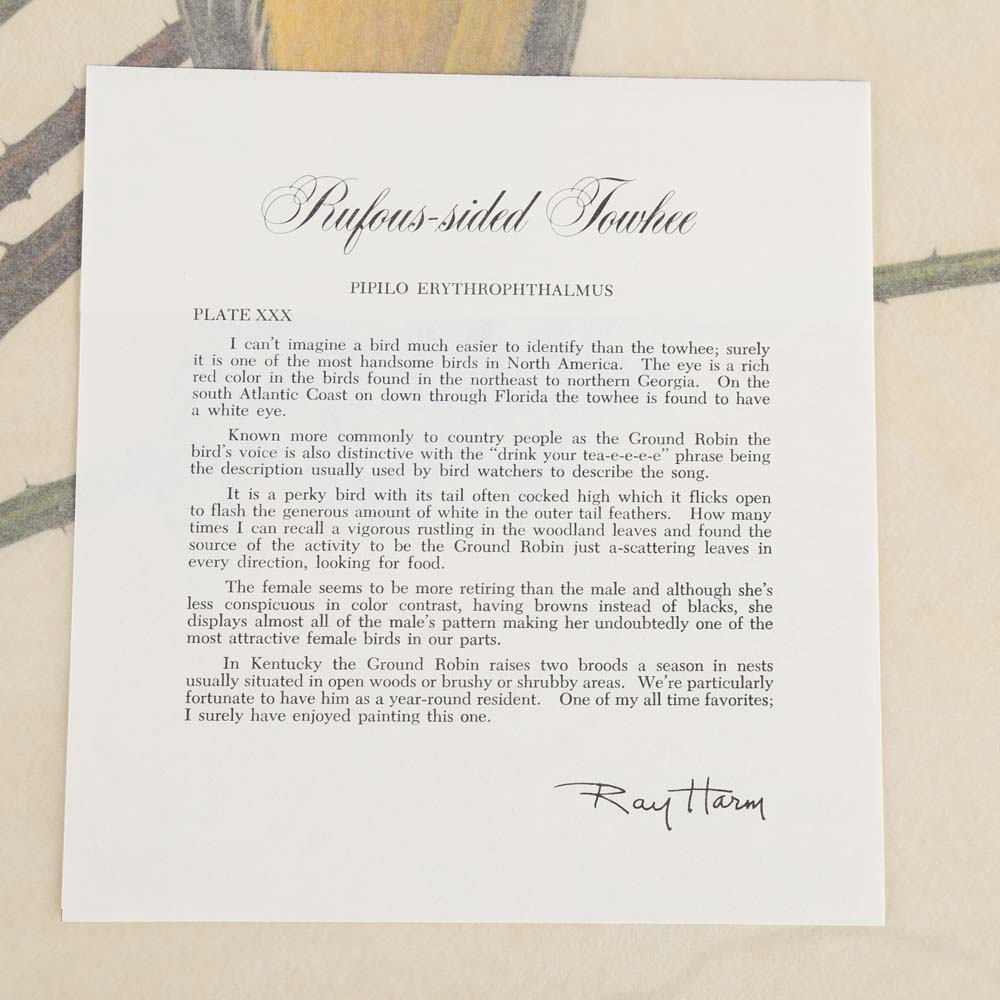 Rufous-sided Towhee
PIPILO ERYTHROPHTHALMUS
PLATE XXX
I can't imagine a bird much easier to identify than the towhee; surely
it is one of the most handsome birds in North America. The eye is a rich
red color in the birds found in the northeast to northern Georgia. On the
south Atlantic Coast on down through Florida the towhee is found to have
a white eye.
Known more commonly to country people as the Ground Robin the
bird's voice is also distinctive with the "drink your tea-e-e-e-e" phrase being
the description usually used by bird watchers to describe the song.
It is a perky bird with its tail often cocked high which it flicks open
to flash the generous amount of white in the outer tail feathers. How many
times I can recall a vigorous rustling in the woodland leaves and found the
source of the activity to be the Ground Robin just a-scattering leaves in
every direction, looking for food.
The female seems to be more retiring than the male and although she's
less conspicuous in color contrast, having browns instead of blacks, she
displays almost all of the male's pattern making her undoubtedly one of the
most attractive female birds in our parts.
In Kentucky the Ground Robin raises two broods a season in nests
usually situated in open woods or brushy or shrubby areas. We're particularly
fortunate to have him as a year-round resident. One of my all time favorites;
I surely have enjoyed painting this one.
Ray Harm